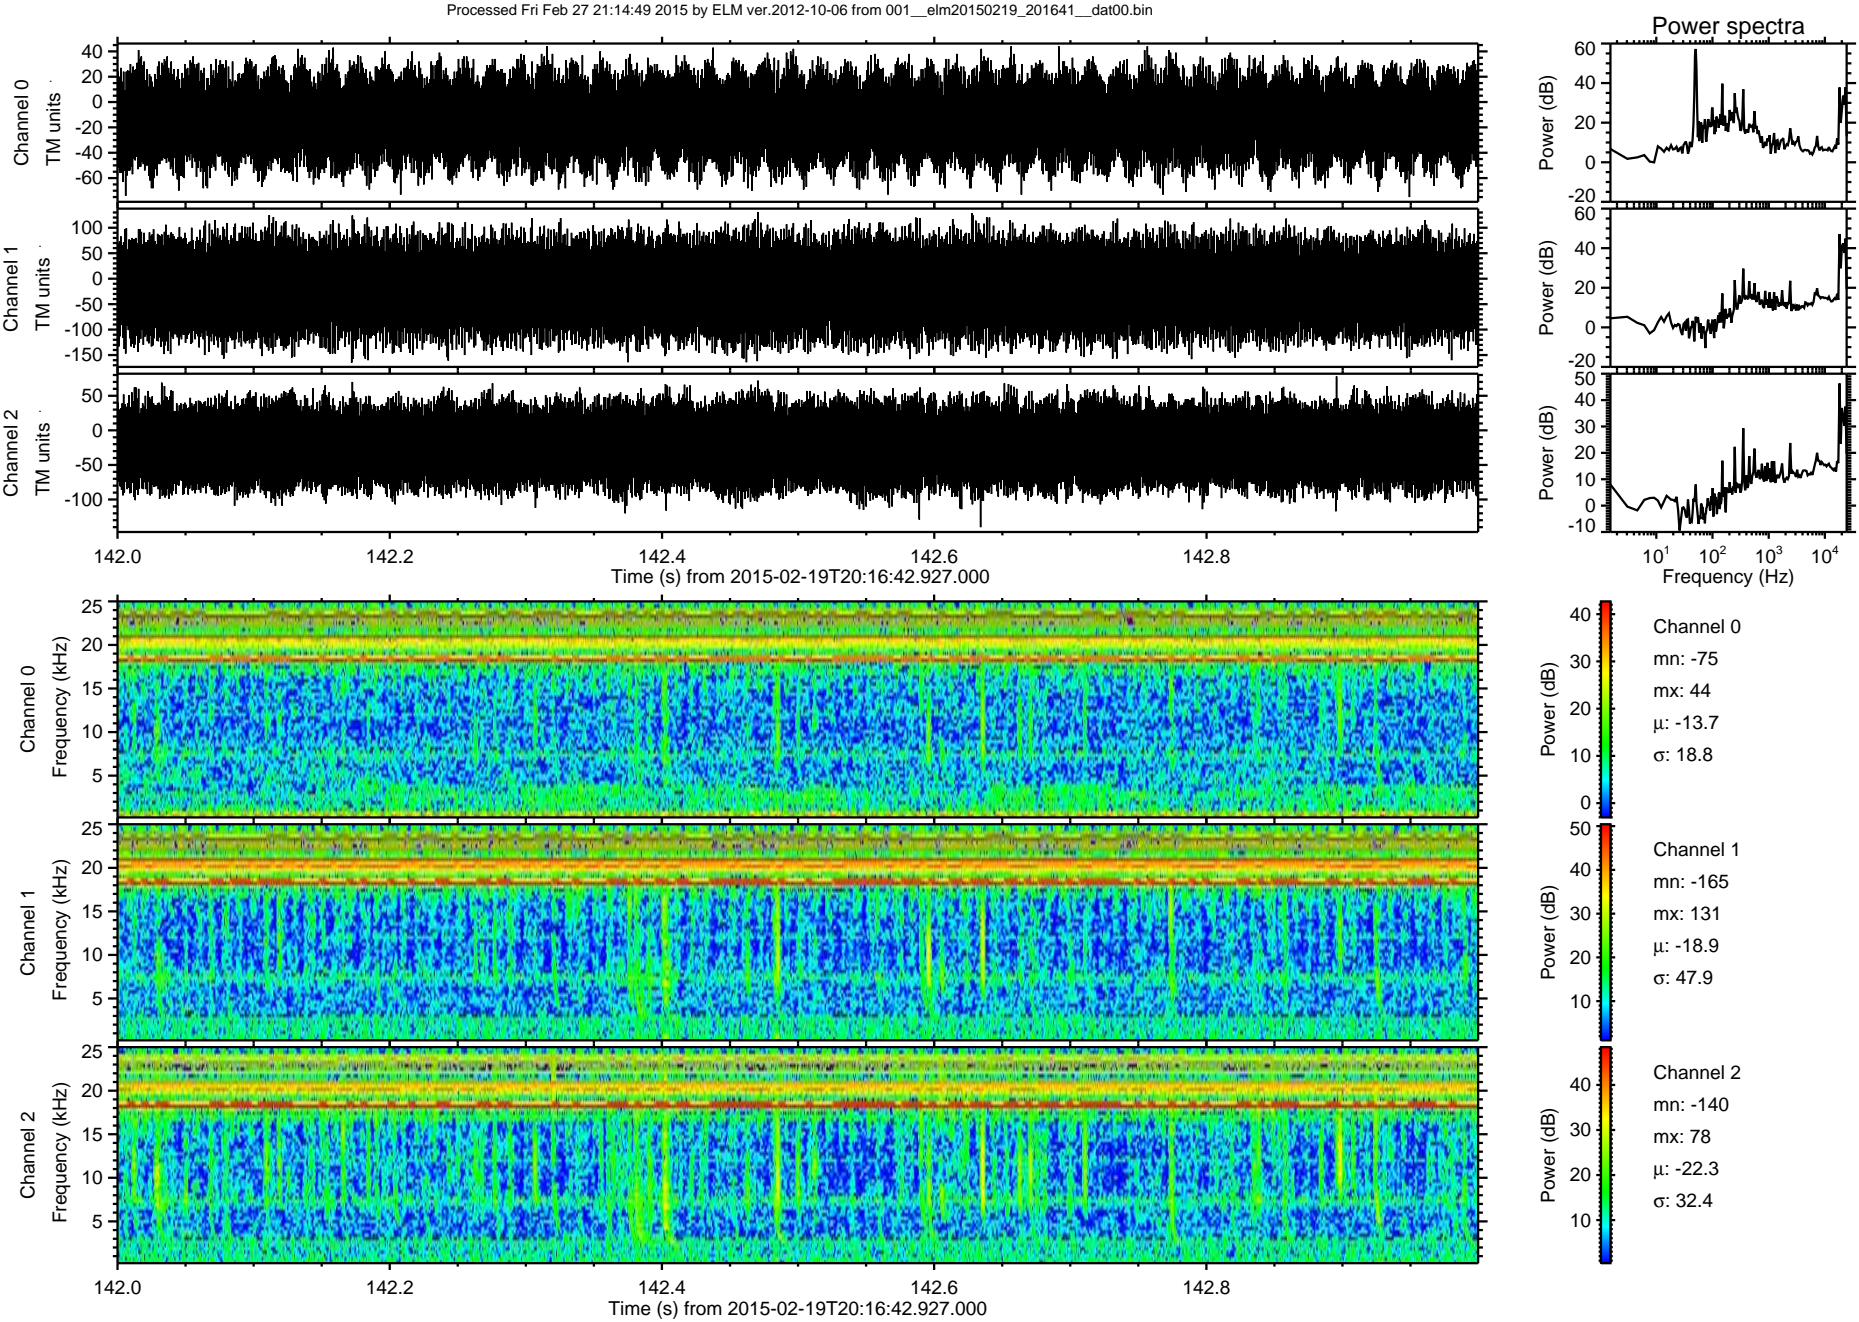 Processed Fri Feb 27 21:14:49 2015 by ELM ver.2012-10-06 from 001__elm20150219_201641__dat00.bin
Power spectra
Channel 0
TM units
40
20
0
-20
-40
-60
Power (dB)
60
40
20
0
-20
Channel 1
TM units
100
50
0
-50
-100
-150
Power (dB)
60
40
20
0
-20
Channel 2
TM units
50
0
-50
-100
Power (dB)
50
40
30
20
10
0
-10
142.0 142.2 142.4 142.6 142.8
Time (s) from 2015-02-19T20:16:42.927.000
10¹ 10² 10³ 10⁴
Frequency (Hz)
Channel 0
Frequency (kHz)
25
20
15
10
5
Power (dB)
40
30
20
10
0
Channel 0
mn: -75
mx: 44
μ: -13.7
σ: 18.8
Channel 1
Frequency (kHz)
25
20
15
10
5
Power (dB)
50
40
30
20
10
Channel 1
mn: -165
mx: 131
μ: -18.9
σ: 47.9
Channel 2
Frequency (kHz)
25
20
15
10
5
Power (dB)
40
30
20
10
Channel 2
mn: -140
mx: 78
μ: -22.3
σ: 32.4
142.0 142.2 142.4 142.6 142.8
Time (s) from 2015-02-19T20:16:42.927.000